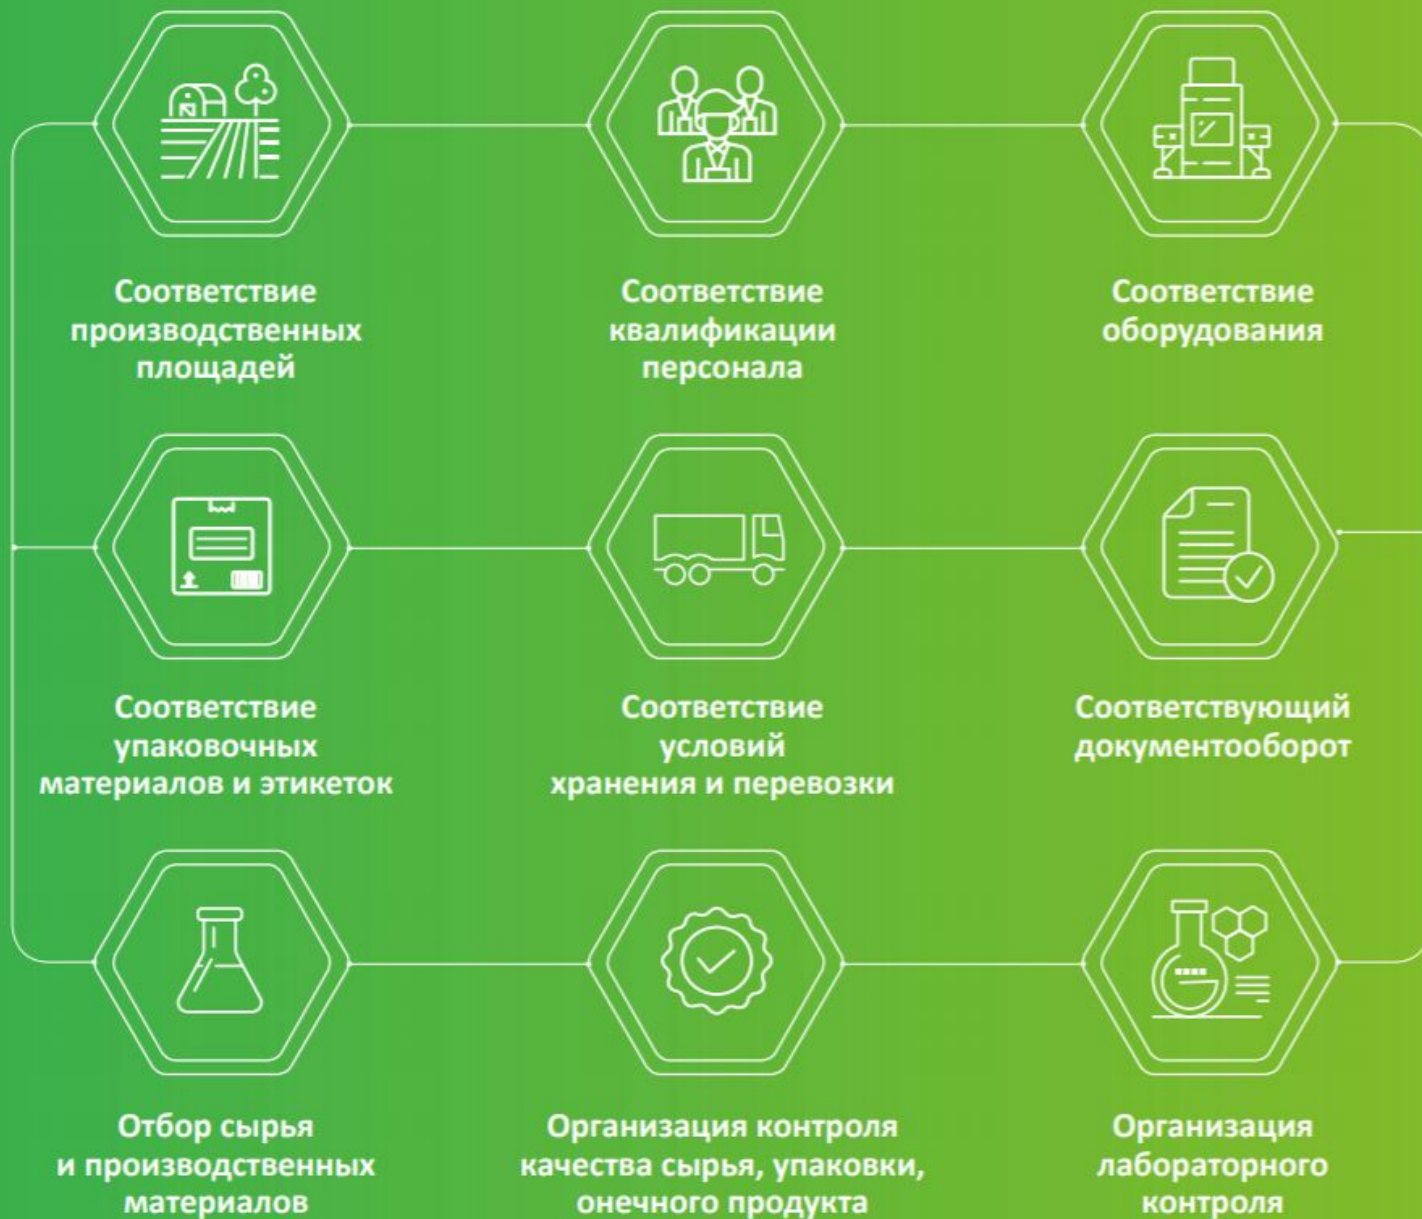 Соответствие
производственных
площадей
Соответствие
квалификации
персонала
Соответствие
оборудования
Соответствие
упаковочных
материалов и этикеток
Соответствие
условий
хранения и перевозки
Соответствующий
документооборот
Отбор сырья
и производственных
материалов
Организация контроля
качества сырья, упаковки,
онечного продукта
Организация
лабораторного
контроля